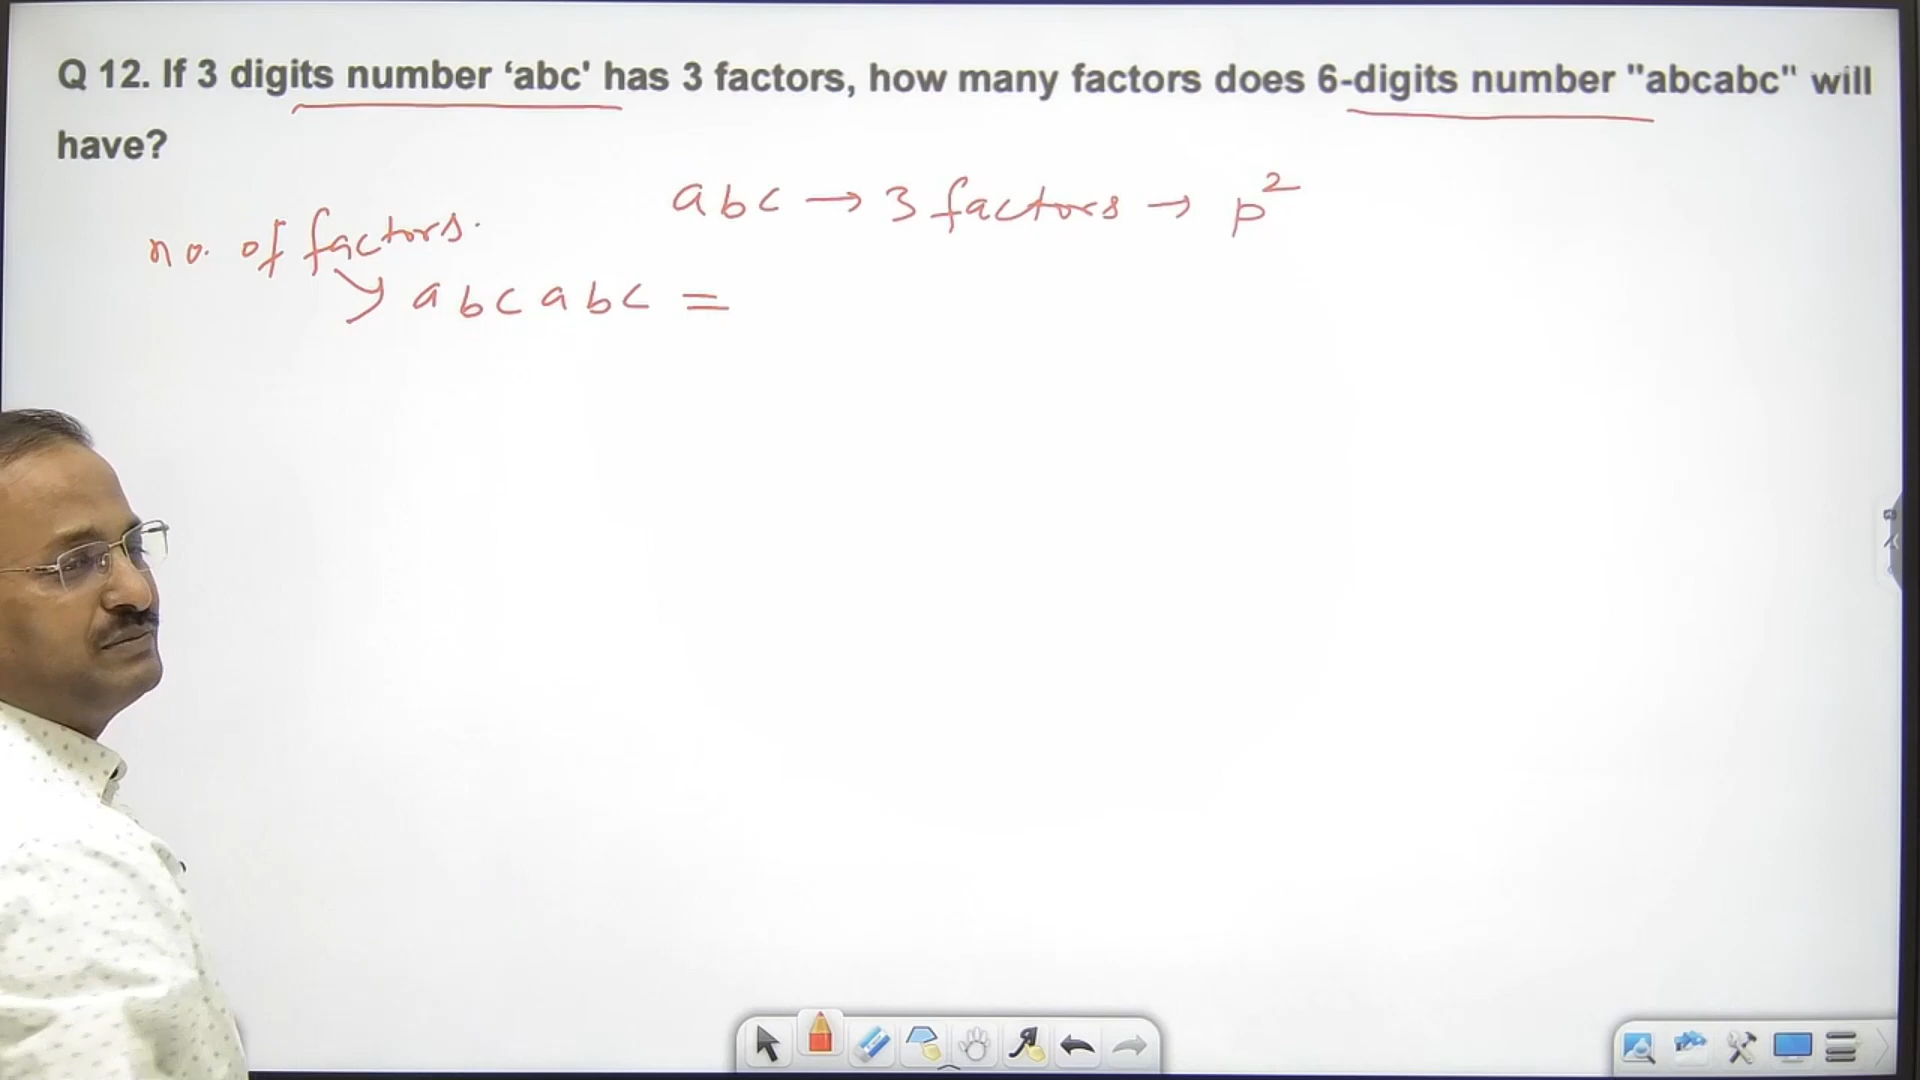 Q 12. If 3 digits number ‘abc' has 3 factors, how many factors does 6-digits number "abcabc" will
have?
abc → 3 factors → p²
no. of factors.
abcabc =